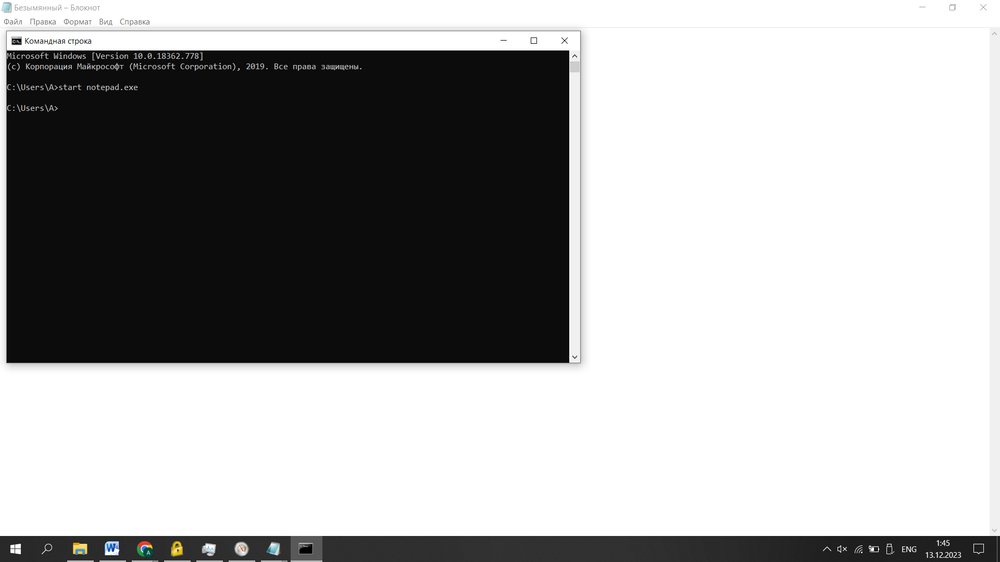 Безымянный – Блокнот
Файл Правка Формат Вид Справка
Командная строка
Microsoft Windows [Version 10.0.18362.778]
(c) Корпорация Майкрософт (Microsoft Corporation), 2019. Все права защищены.
C:\Users\A>start notepad.exe
C:\Users\A>
ENG
1:45
13.12.2023